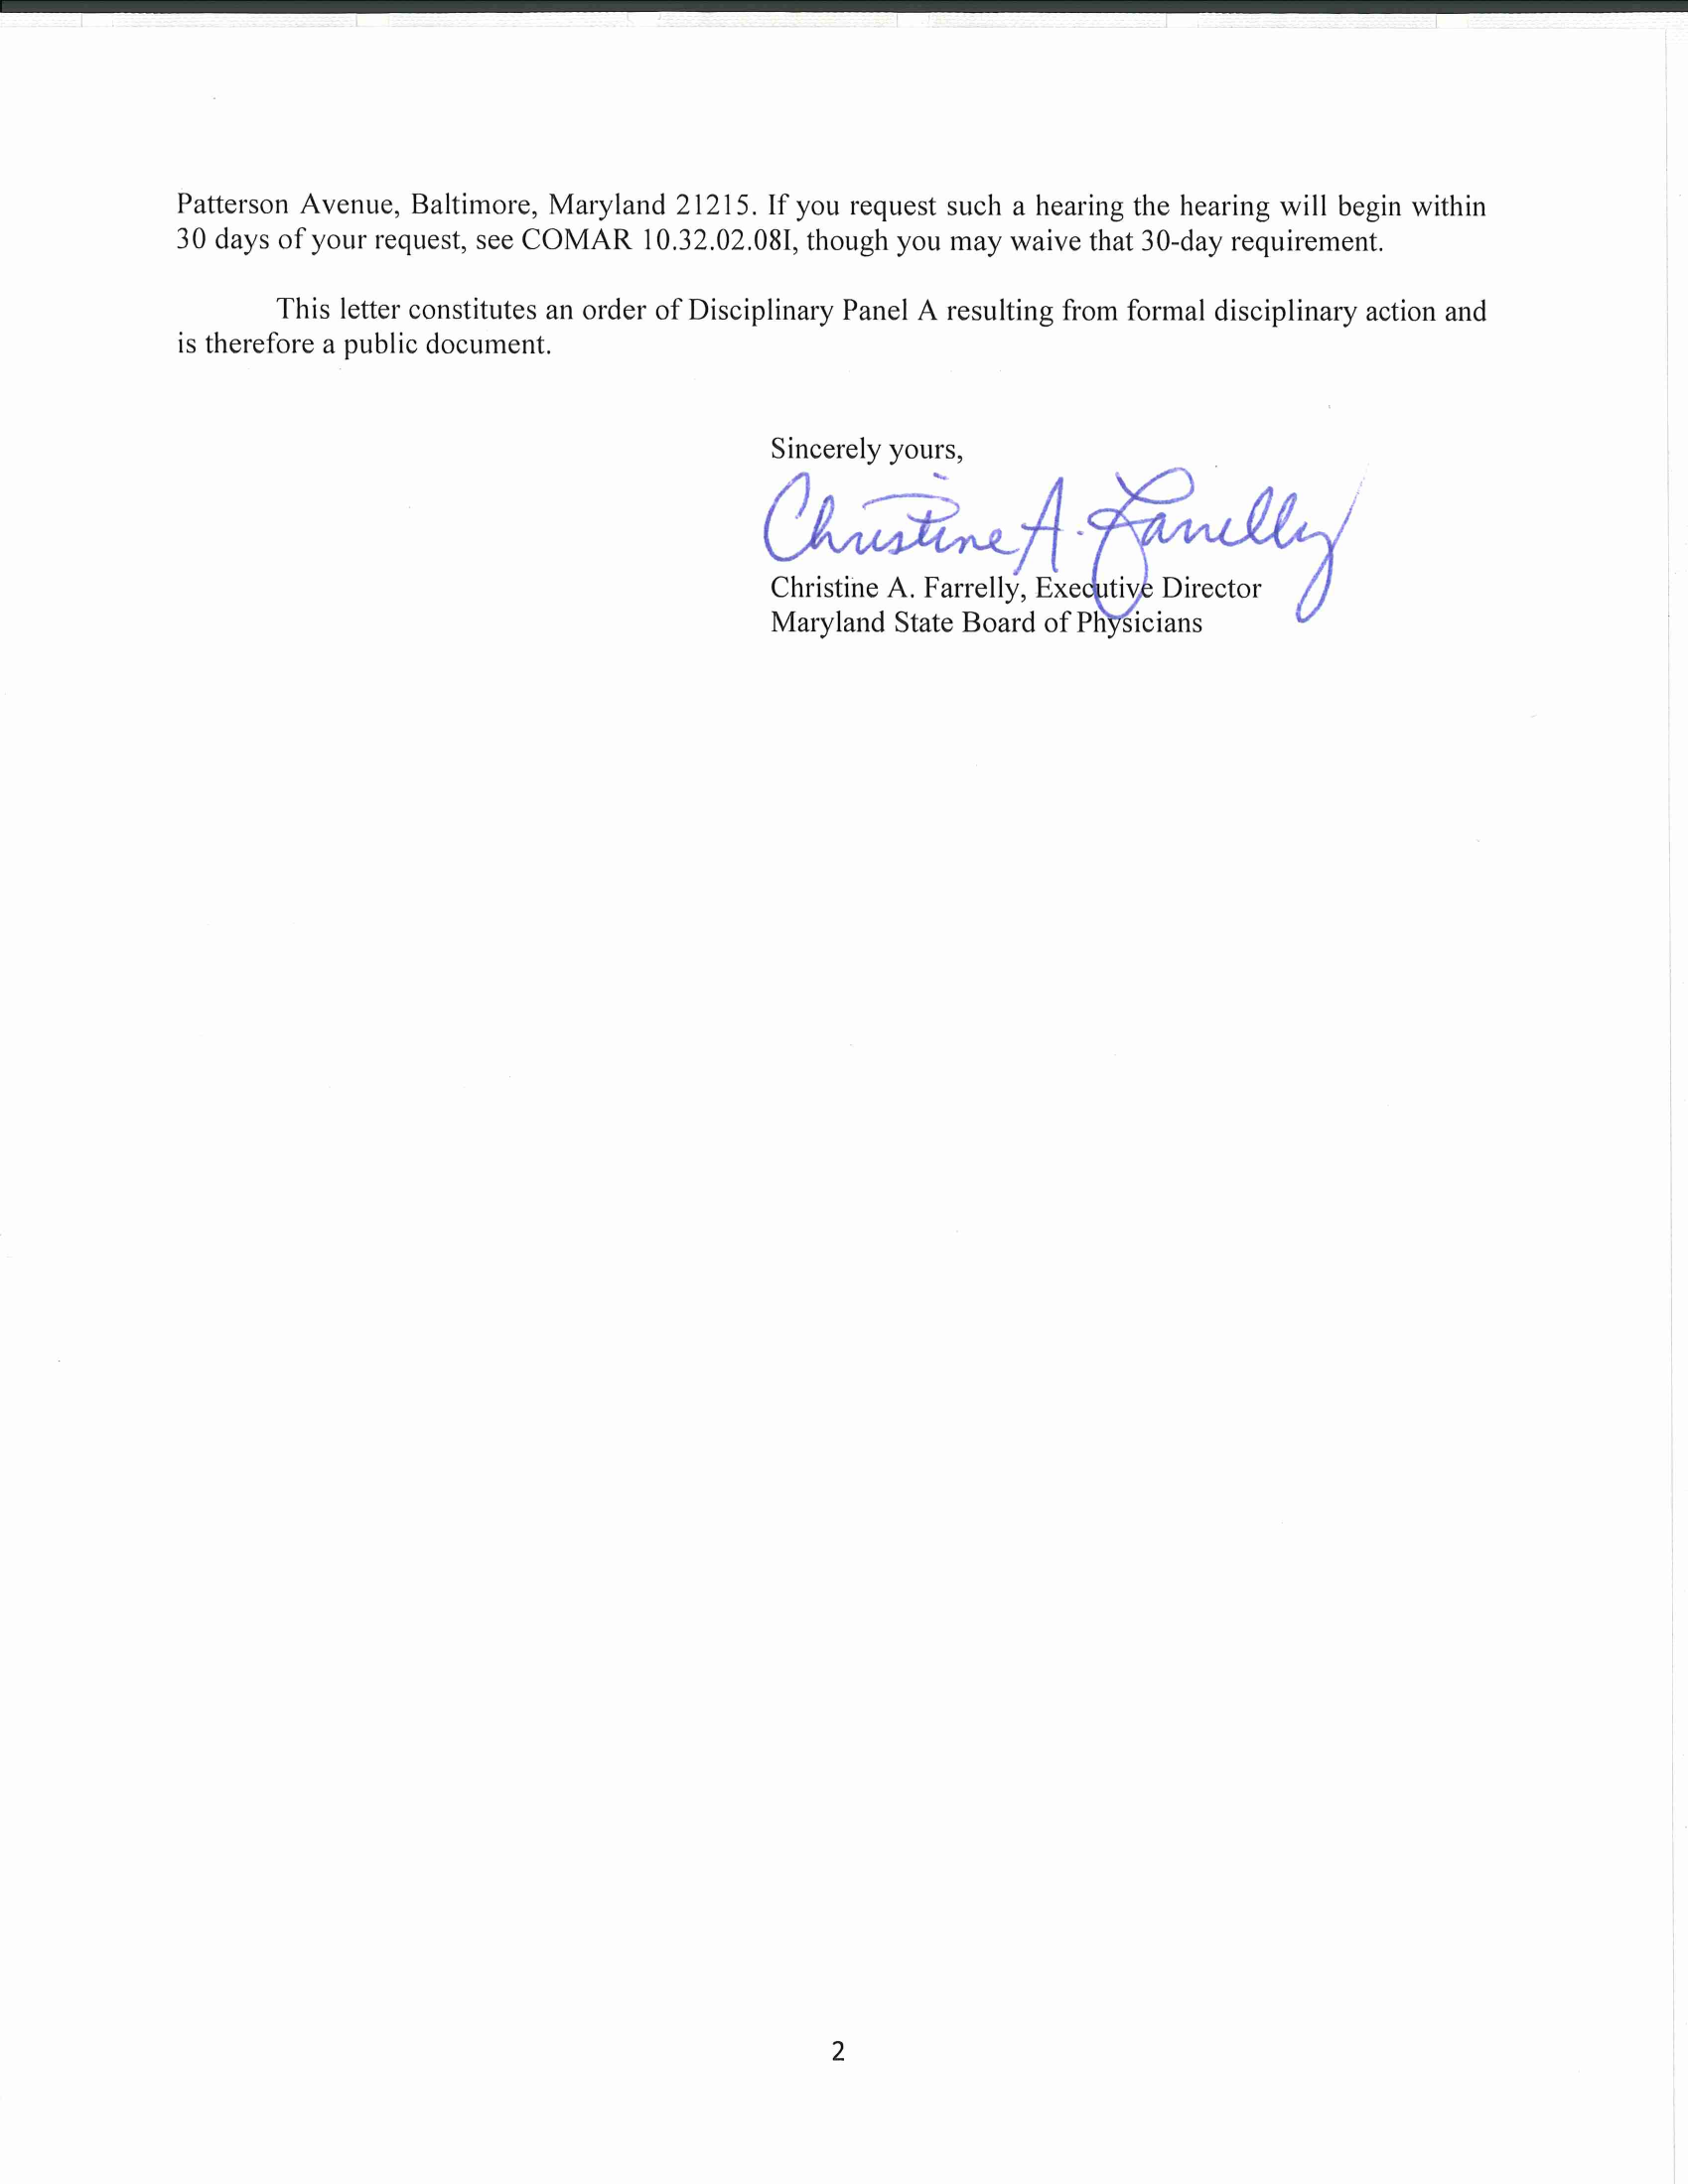 Patterson Avenue, Baltimore, Maryland 21215. If you request such a hearing the hearing will begin within
30 days of your request, see COMAR 10.32.02.08I, though you may waive that 30-day requirement.
This letter constitutes an order of Disciplinary Panel A resulting from formal disciplinary action and
is therefore a public document.
Sincerely yours,
Christine A. Farrelly
Christine A. Farrelly, Executive Director
Maryland State Board of Physicians
2